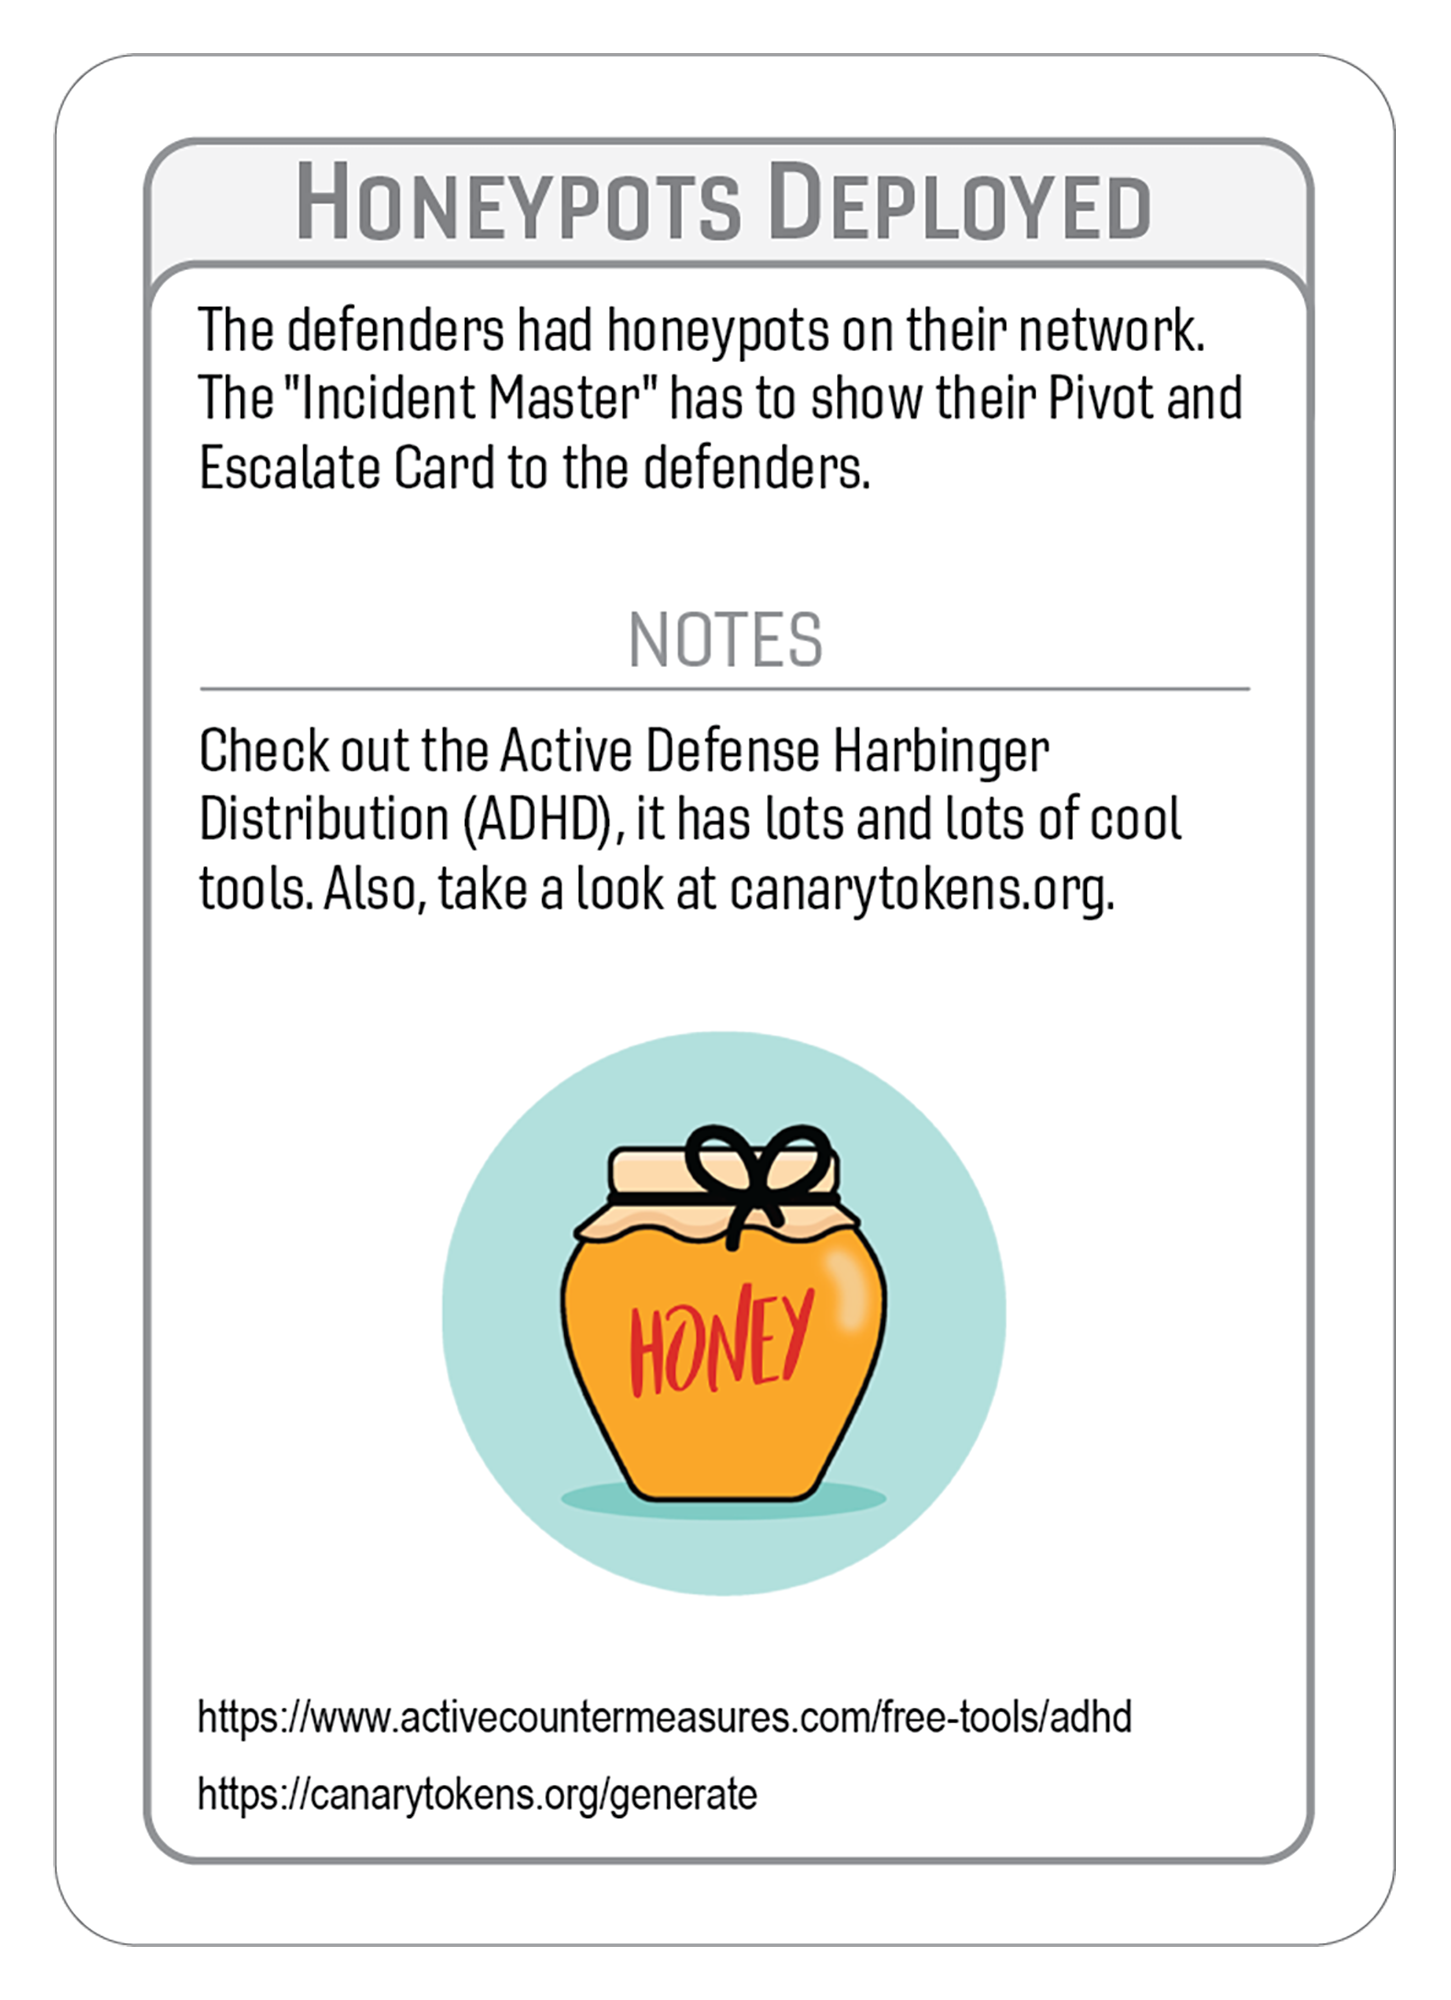 Honeypots Deployed
The defenders had honeypots on their network.
The "Incident Master" has to show their Pivot and
Escalate Card to the defenders.
NOTES
Check out the Active Defense Harbinger
Distribution (ADHD), it has lots and lots of cool
tools. Also, take a look at canarytokens.org.
HONEY
https://www.activecountermeasures.com/free-tools/adhd
https://canarytokens.org/generate